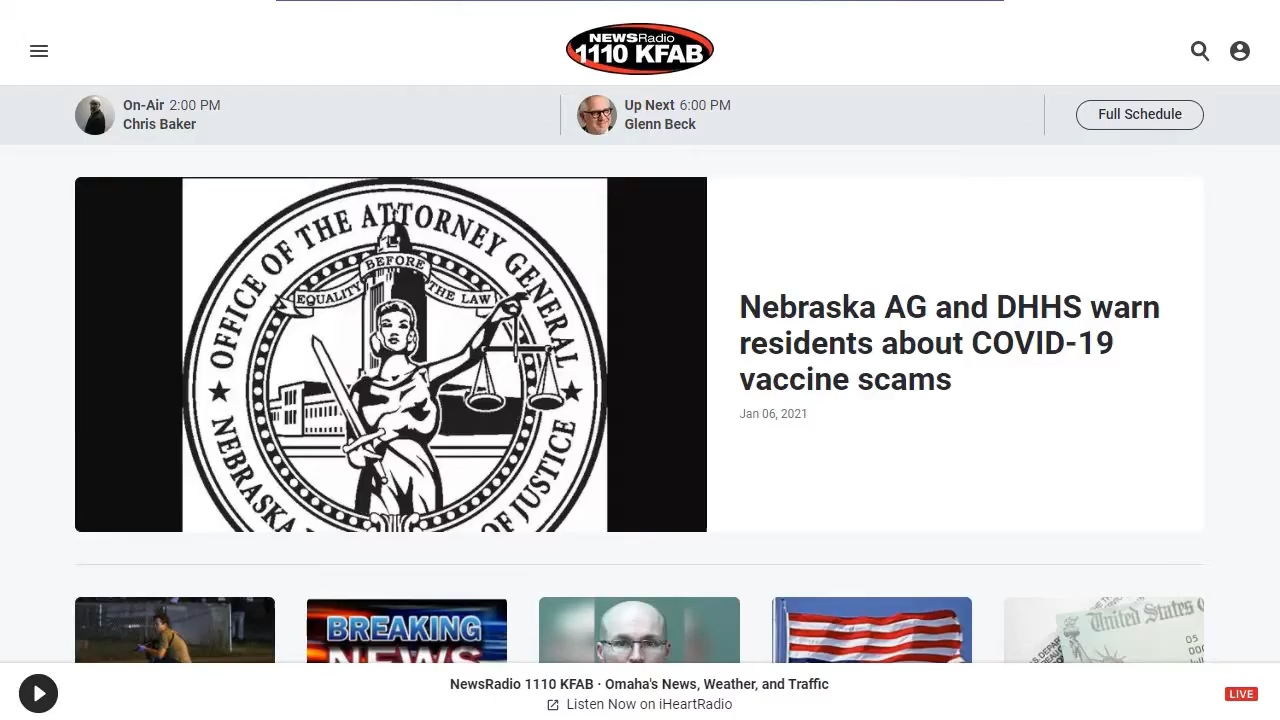 NEWSRadio
1110 KFAB
On-Air 2:00 PM
Chris Baker
Up Next 6:00 PM
Glenn Beck
Full Schedule
OFFICE OF THE ATTORNEY GENERAL
EQUALITY BEFORE THE LAW
NEBRASKA
OF JUSTICE
Nebraska AG and DHHS warn
residents about COVID-19
vaccine scams
Jan 06, 2021
BREAKING
NEWS
United States
05
NewsRadio 1110 KFAB · Omaha's News, Weather, and Traffic
Listen Now on iHeartRadio
LIVE